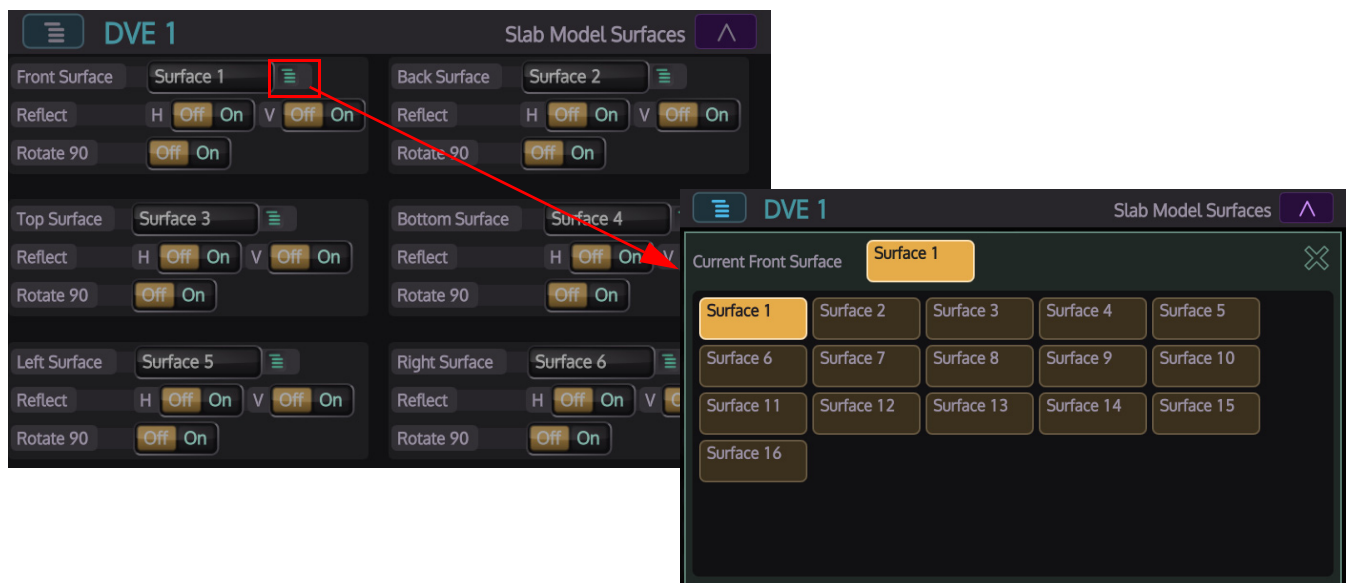 DVE 1 Slab Model Surfaces
Front Surface Surface 1 Back Surface Surface 2
Reflect H Off On V Off On Reflect H Off On V Off On
Rotate 90 Off On Rotate 90 Off On
Top Surface Surface 3 Bottom Surface Surface 4
Reflect H Off On V Off On Reflect H Off On V
Rotate 90 Off On Rotate 90 Off On
Left Surface Surface 5 Right Surface Surface 6
Reflect H Off On V Off On Reflect H Off On V
Rotate 90 Off On Rotate 90 Off On
DVE 1 Slab Model Surfaces
Current Front Surface Surface 1
Surface 1 Surface 2 Surface 3 Surface 4 Surface 5
Surface 6 Surface 7 Surface 8 Surface 9 Surface 10
Surface 11 Surface 12 Surface 13 Surface 14 Surface 15
Surface 16